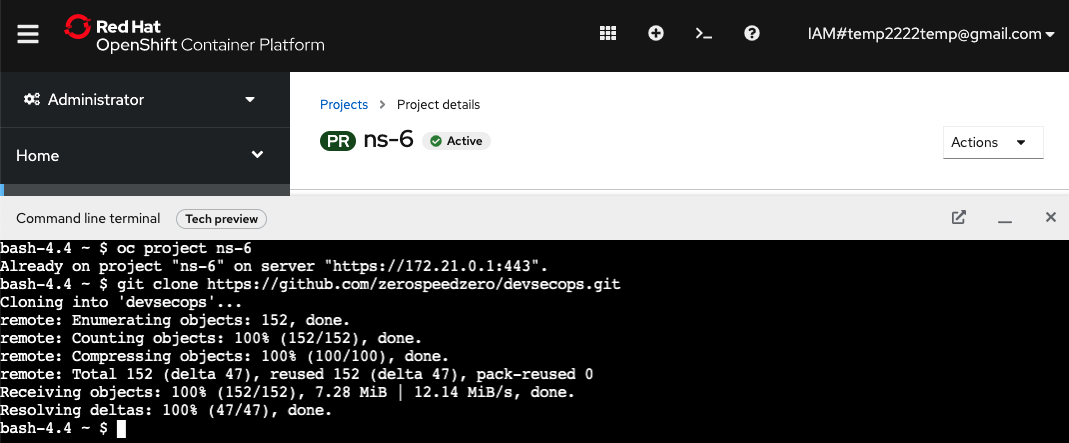 Red Hat
OpenShift Container Platform
IAM#temp2222temp@gmail.com
Administrator
Home
Projects > Project details
PR ns-6 Active
Actions
Command line terminal Tech preview
bash-4.4 ~ $ oc project ns-6
Already on project "ns-6" on server "https://172.21.0.1:443".
bash-4.4 ~ $ git clone https://github.com/zerospeedzero/devsecops.git
Cloning into 'devsecops'...
remote: Enumerating objects: 152, done.
remote: Counting objects: 100% (152/152), done.
remote: Compressing objects: 100% (100/100), done.
remote: Total 152 (delta 47), reused 152 (delta 47), pack-reused 0
Receiving objects: 100% (152/152), 7.28 MiB | 12.14 MiB/s, done.
Resolving deltas: 100% (47/47), done.
bash-4.4 ~ $